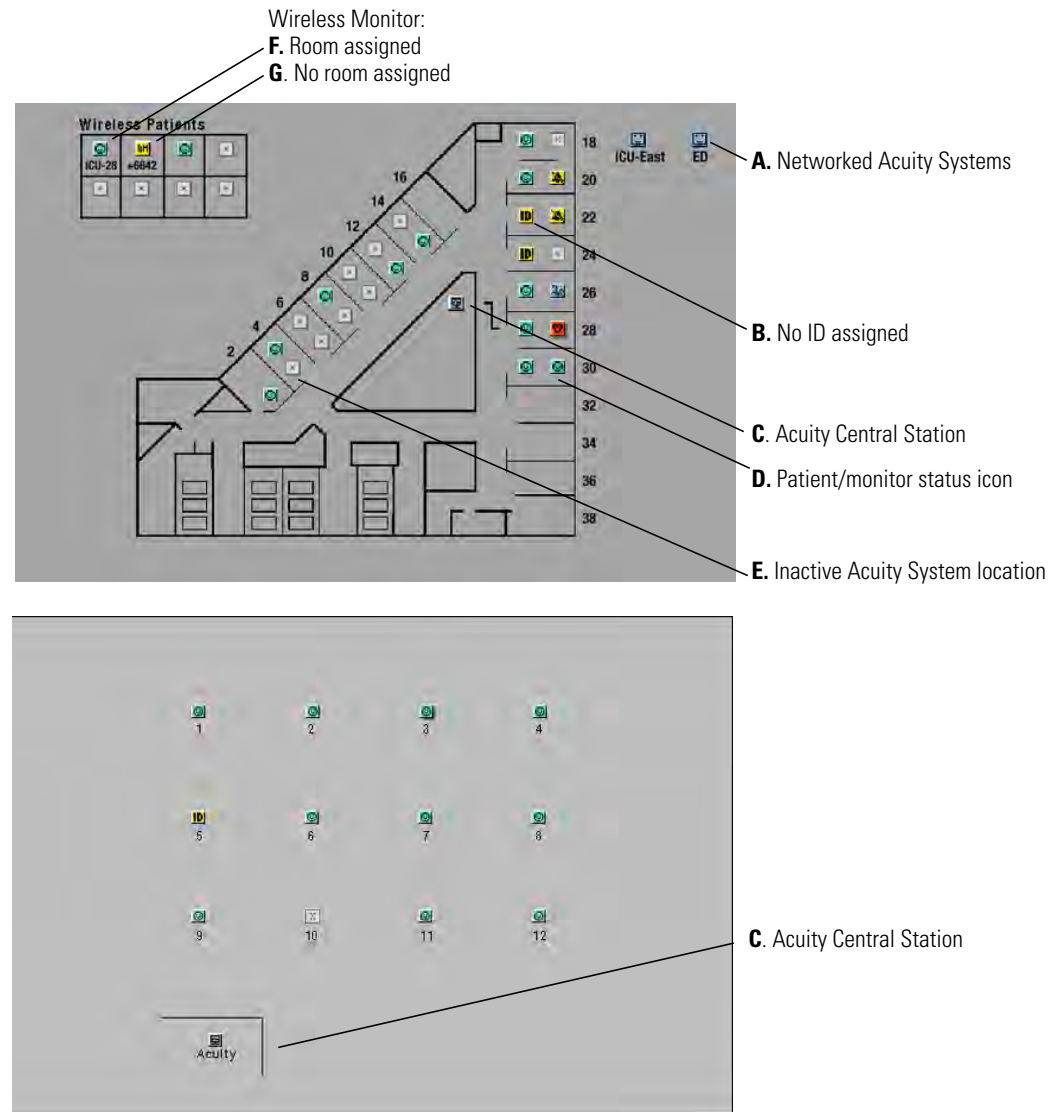 Wireless Monitor:
F. Room assigned
G. No room assigned
Wireless Patients
ICU-28 +6642
18
ICU-East ED
A. Networked Acuity Systems
16
20
14
22
12
10
24
8
26
6
28
B. No ID assigned
4
30
2
32
C. Acuity Central Station
34
D. Patient/monitor status icon
36
38
E. Inactive Acuity System location
1 2 3 4
ID
5 6 7 8
9 10 11 12
C. Acuity Central Station
Acuity